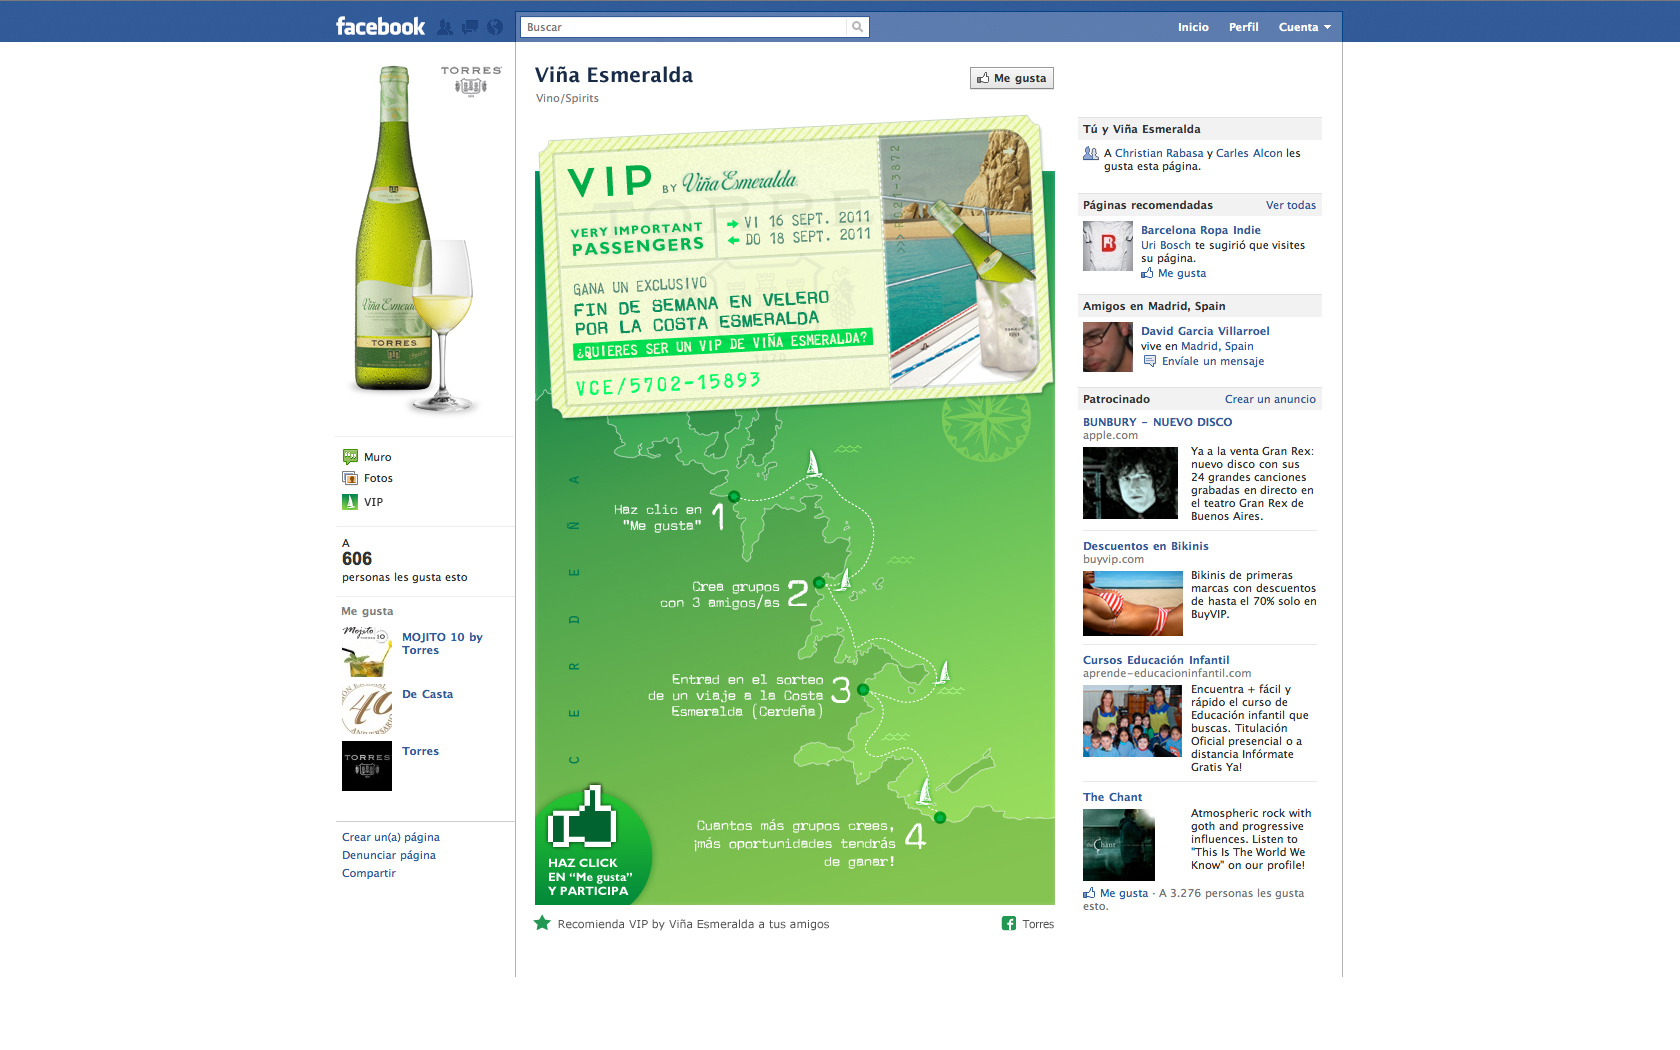 facebook
Buscar
Inicio
Perfil
Cuenta
TORRES
Viña Esmeralda
TORRES
Muro
Fotos
VIP
A
606
personas les gusta esto
Me gusta
Mojito
10
MOJITO 10 by
Torres
40
De Casta
TORRES
Torres
Crear un(a) página
Denunciar página
Compartir
Viña Esmeralda
Vino/Spirits
Me gusta
VIP BY Viña Esmeralda
VERY IMPORTANT
PASSENGERS
VI 16 SEPT. 2011
DO 18 SEPT. 2011
GANA UN EXCLUSIVO
FIN DE SEMANA EN VELERO
POR LA COSTA ESMERALDA
¿QUIERES SER UN VIP DE VIÑA ESMERALDA?
VCE/5702-15893
TORRES
1870
CERDEÑA
Haz clic en
"Me gusta"
1
Crea grupos
con 3 amigos/as
2
Entrad en el sorteo
de un viaje a la Costa
Esmeralda (Cerdeña)
3
Cuantos más grupos crees,
¡más oportunidades tendrás
de ganar!
4
HAZ CLICK
EN "Me gusta"
Y PARTICIPA
Recomienda VIP by Viña Esmeralda a tus amigos
Torres
Tú y Viña Esmeralda
A Christian Rabasa y Carles Alcon les
gusta esta página.
Páginas recomendadas
Ver todas
Barcelona Ropa Indie
Uri Bosch te sugirió que visites
su página.
Me gusta
Amigos en Madrid, Spain
David Garcia Villarroel
vive en Madrid, Spain
Envíale un mensaje
Patrocinado
Crear un anuncio
BUNBURY - NUEVO DISCO
apple.com
Ya a la venta Gran Rex:
nuevo disco con sus
24 grandes canciones
grabadas en directo en
el teatro Gran Rex de
Buenos Aires.
Descuentos en Bikinis
buyvip.com
Bikinis de primeras
marcas con descuentos
de hasta el 70% solo en
BuyVIP.
Cursos Educación Infantil
aprende-educacioninfantil.com
Encuentra + fácil y
rápido el curso de
Educación infantil que
buscas. Titulación
Oficial presencial o a
distancia Infórmate
Gratis Ya!
The Chant
the Chant
Atmospheric rock with
goth and progressive
influences. Listen to
"This Is The World We
Know" on our profile!
Me gusta · A 3.276 personas les gusta
esto.